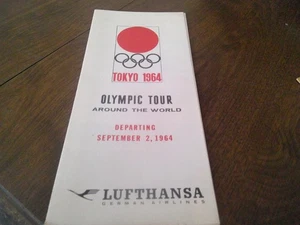 TOKYO 1964
OLYMPIC TOUR
AROUND THE WORLD
DEPARTING
SEPTEMBER 2, 1964
LUFTHANSA
GERMAN AIRLINES